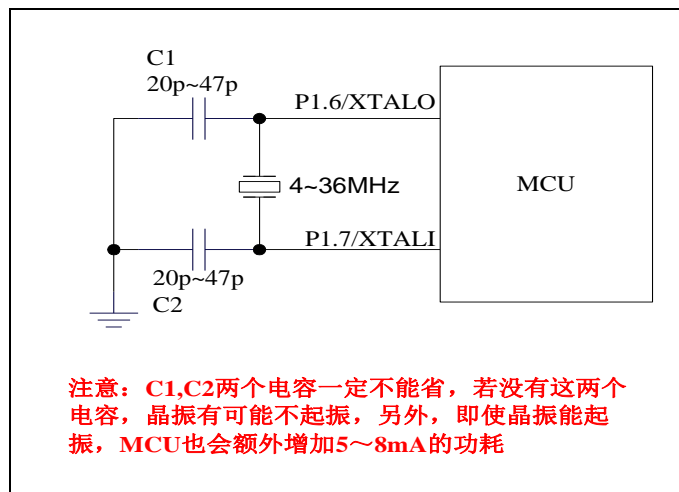 C1
20p~47p
P1.6/XTALO
4~36MHz
MCU
P1.7/XTALI
20p~47p
C2
注意：C1,C2两个电容一定不能省，若没有这两个
电容，晶振有可能不起振，另外，即使晶振能起
振，MCU也会额外增加5～8mA的功耗